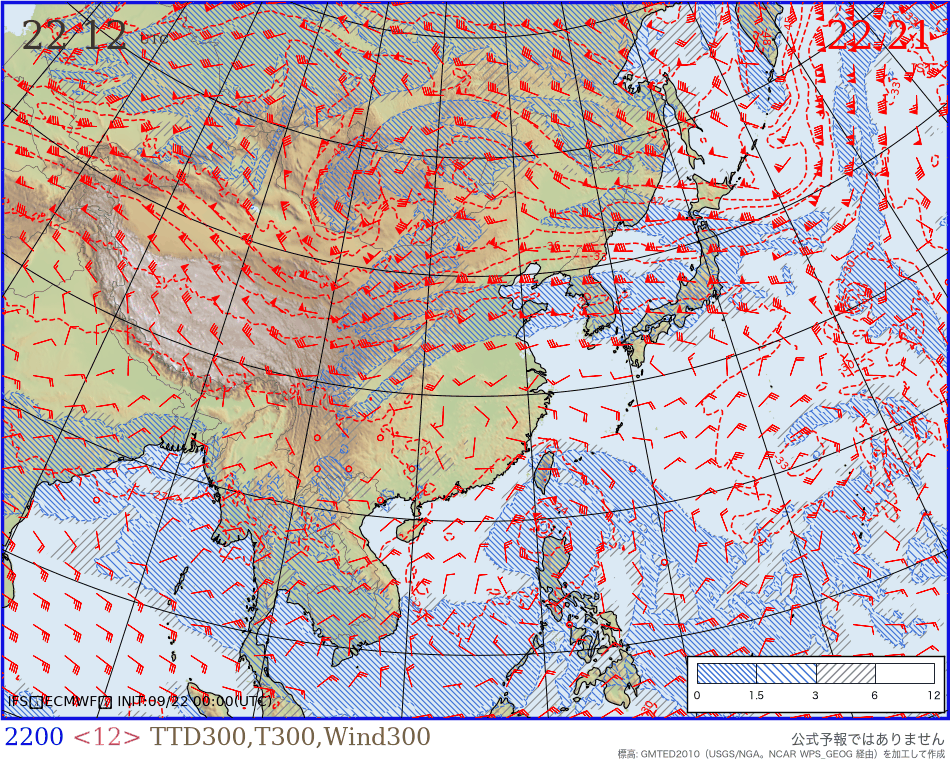 22 12
22 21
IFS ECMWF INIT:09/22 00:00(UTC)
0 1.5 3 6 12
2200 <12> TTD300,T300,Wind300
公式予報ではありません
標高: GMTED2010（USGS/NGA。NCAR WPS_GEOG 経由）を加工して作成